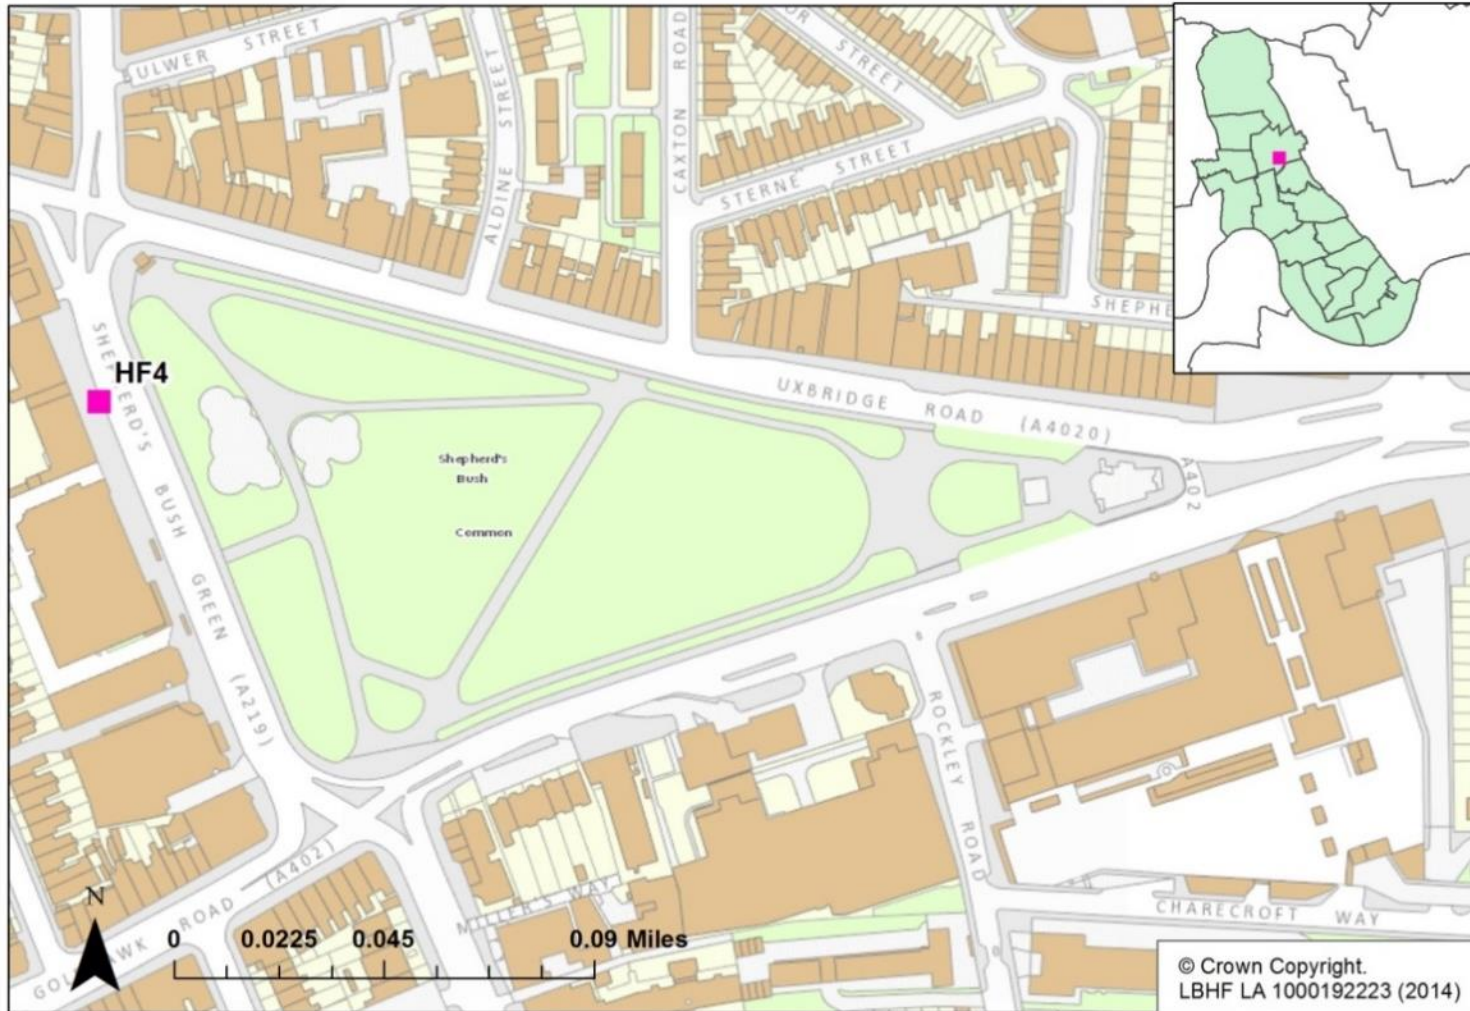 BULWER STREET
ALDINE STREET
CAXTON ROAD
STREET
STERNE STREET
SHEPHE
HF4
SHEPHERD'S BUSH GREEN (A219)
UXBRIDGE ROAD (A4020)
A402
Shepherd's
Bush
Common
ROCKLEY ROAD
MILLER'S WAY
CHARECROFT WAY
ROAD (A402)
N
0 0.0225 0.045 0.09 Miles
© Crown Copyright.
LBHF LA 1000192223 (2014)